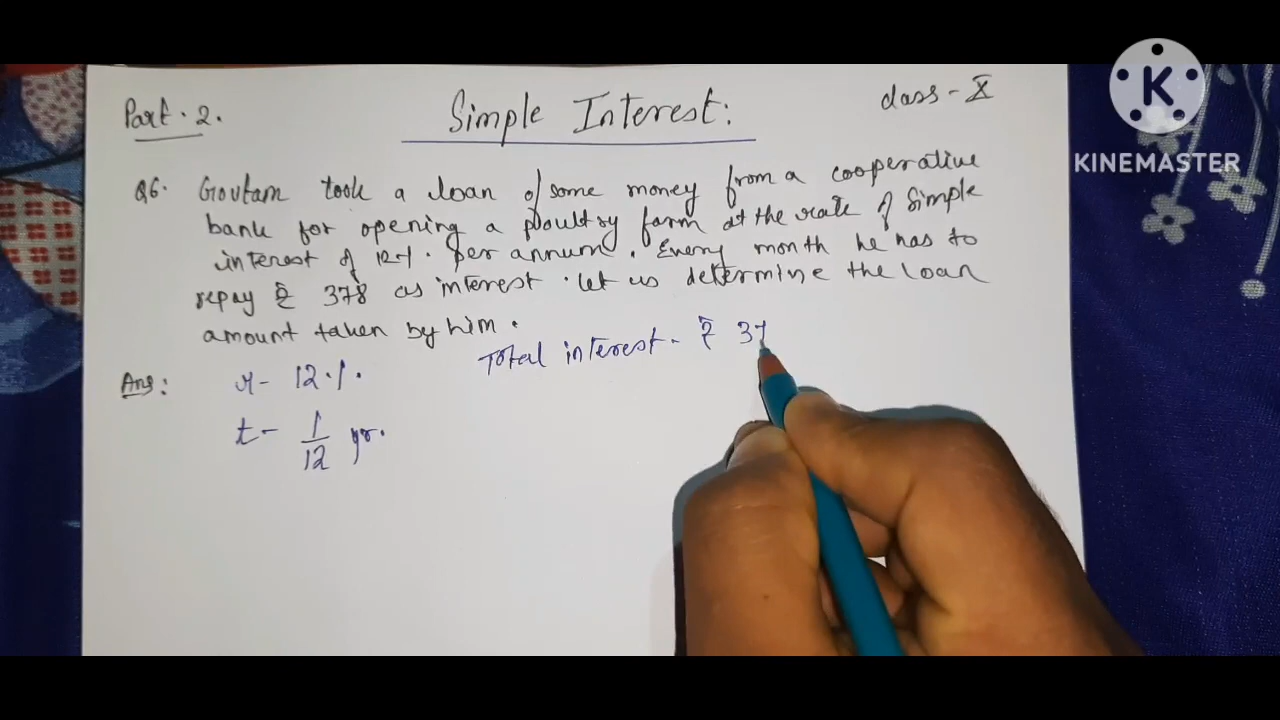 Part. 2.
Simple Interest:
class - X
K
KINEMASTER
Q6. Goutam took a loan of some money from a cooperative
bank for opening a poultry farm at the rate of simple
interest of 12%. per annum. Every month he has to
repay ₹ 378 as interest. let us determine the loan
amount taken by him.
Total interest - ₹ 37
Ans: r - 12%.
t - 1/12 yr.